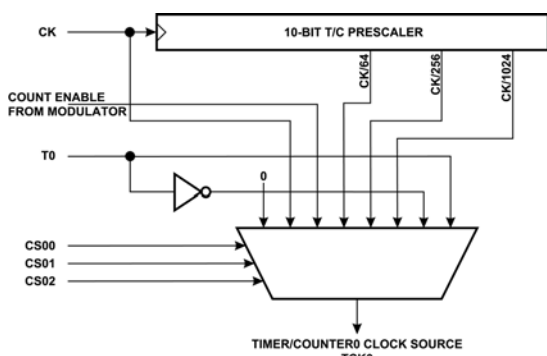 CK
10-BIT T/C PRESCALER
CK/64
CK/256
CK/1024
COUNT ENABLE
FROM MODULATOR
T0
0
CS00
CS01
CS02
TIMER/COUNTER0 CLOCK SOURCE